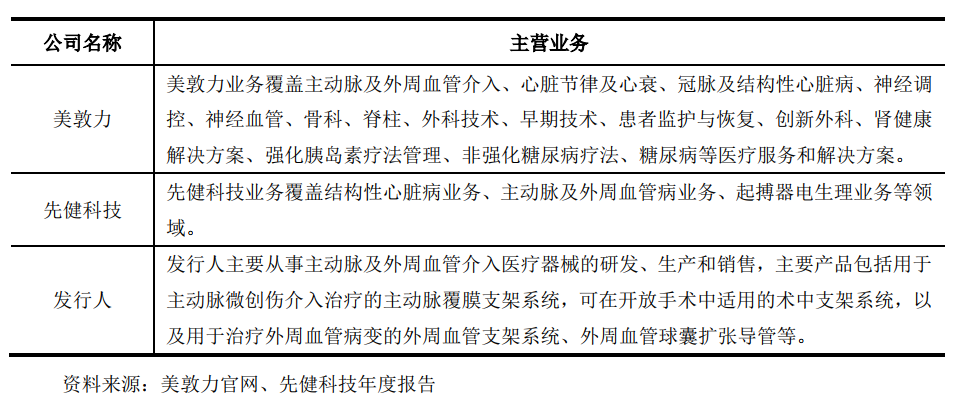 公司名称
主营业务
美敦力业务覆盖主动脉及外周血管介入、心脏节律及心衰、冠脉及结构性心脏病、神经调
美敦力
控、神经血管、骨科、脊柱、外科技术、早期技术、患者监护与恢复、创新外科、肾健康
解决方案、强化胰岛素疗法管理、非强化糖尿病疗法、糖尿病等医疗服务和解决方案。
先健科技
先健科技业务覆盖结构性心脏病业务、主动脉及外周血管病业务、起搏器电生理业务等领
域。
发行人主要从事主动脉及外周血管介入医疗器械的研发、生产和销售，主要产品包括用于
发行人
主动脉微创伤介入治疗的主动脉覆膜支架系统，可在开放手术中适用的术中支架系统，以
及用于治疗外周血管病变的外周血管支架系统、外周血管球囊扩张导管等。
资料来源：美敦力官网、先健科技年度报告